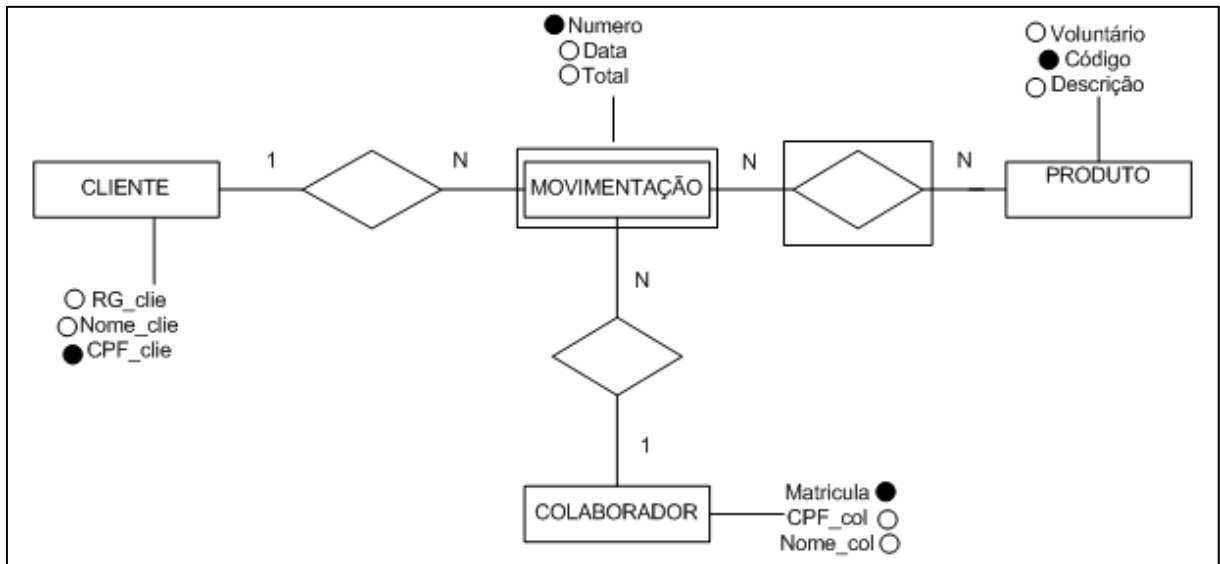 Numero
Data
Total
Voluntário
Código
Descrição
CLIENTE
1
N
MOVIMENTAÇÃO
N
N
PRODUTO
RG_clie
Nome_clie
CPF_clie
N
1
COLABORADOR
Matricula
CPF_col
Nome_col